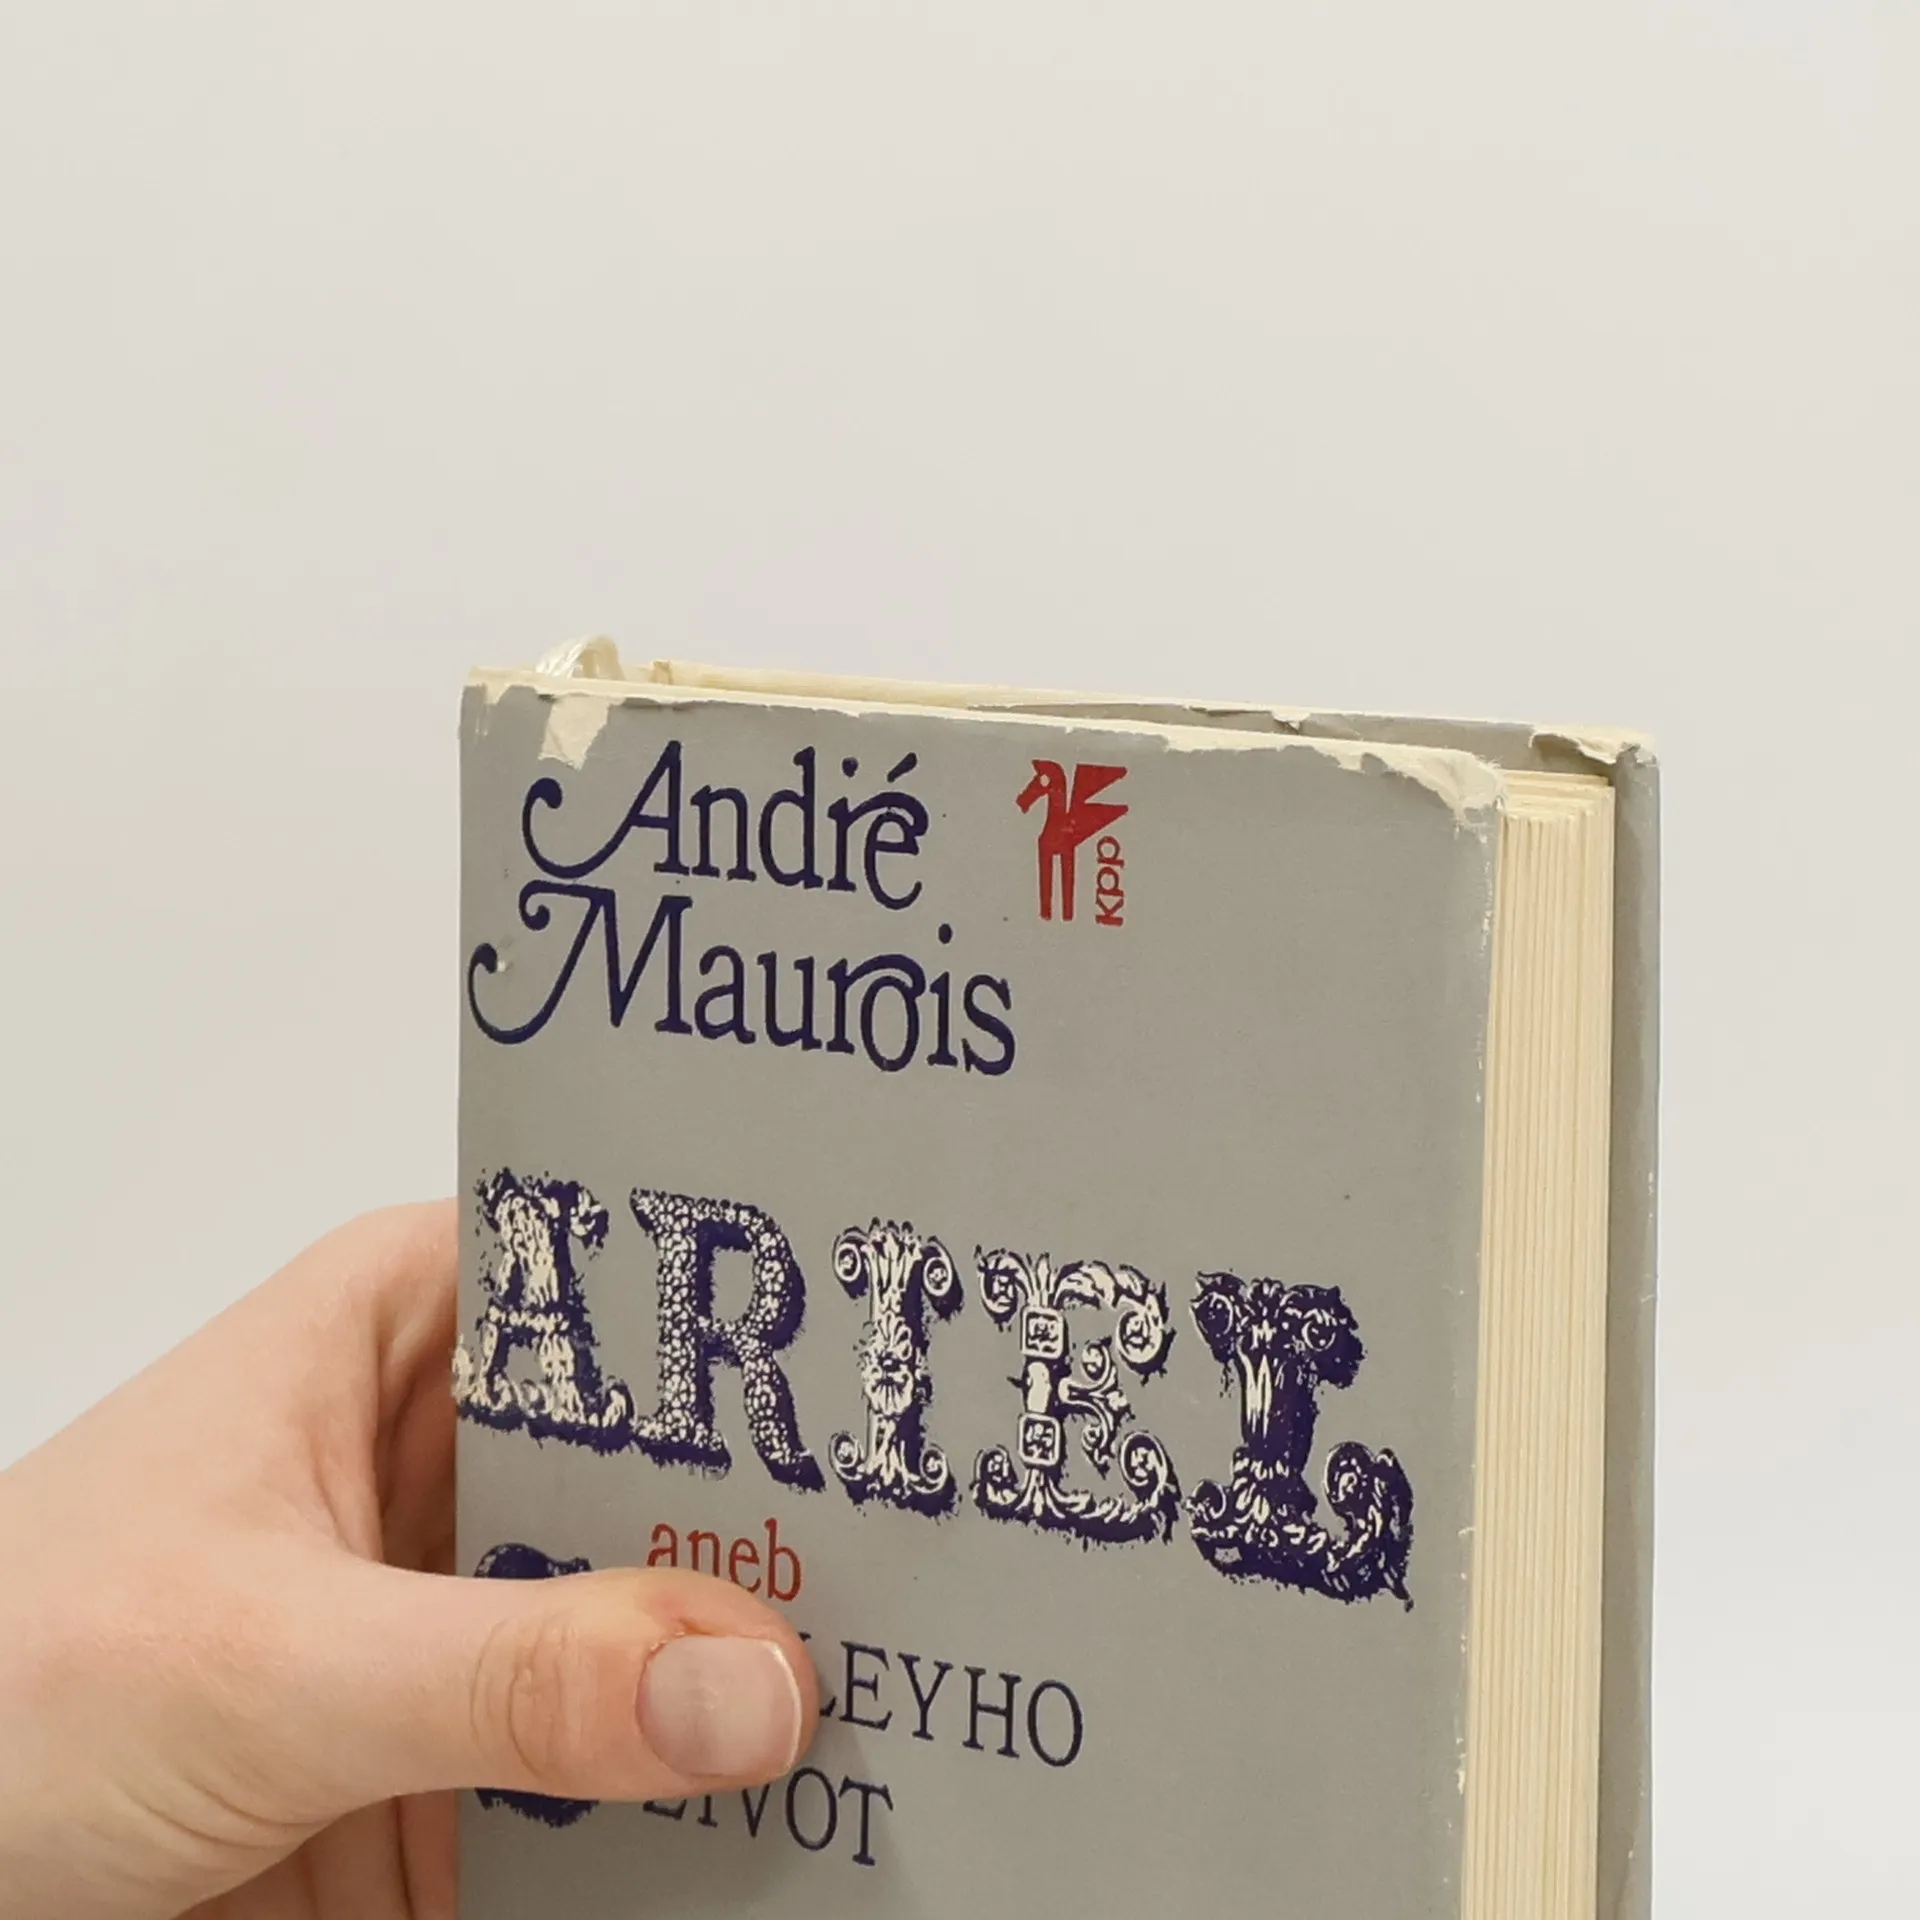 André
kpp
Maurois
ARIEL
aneb
LEYHO
ŽIVOT